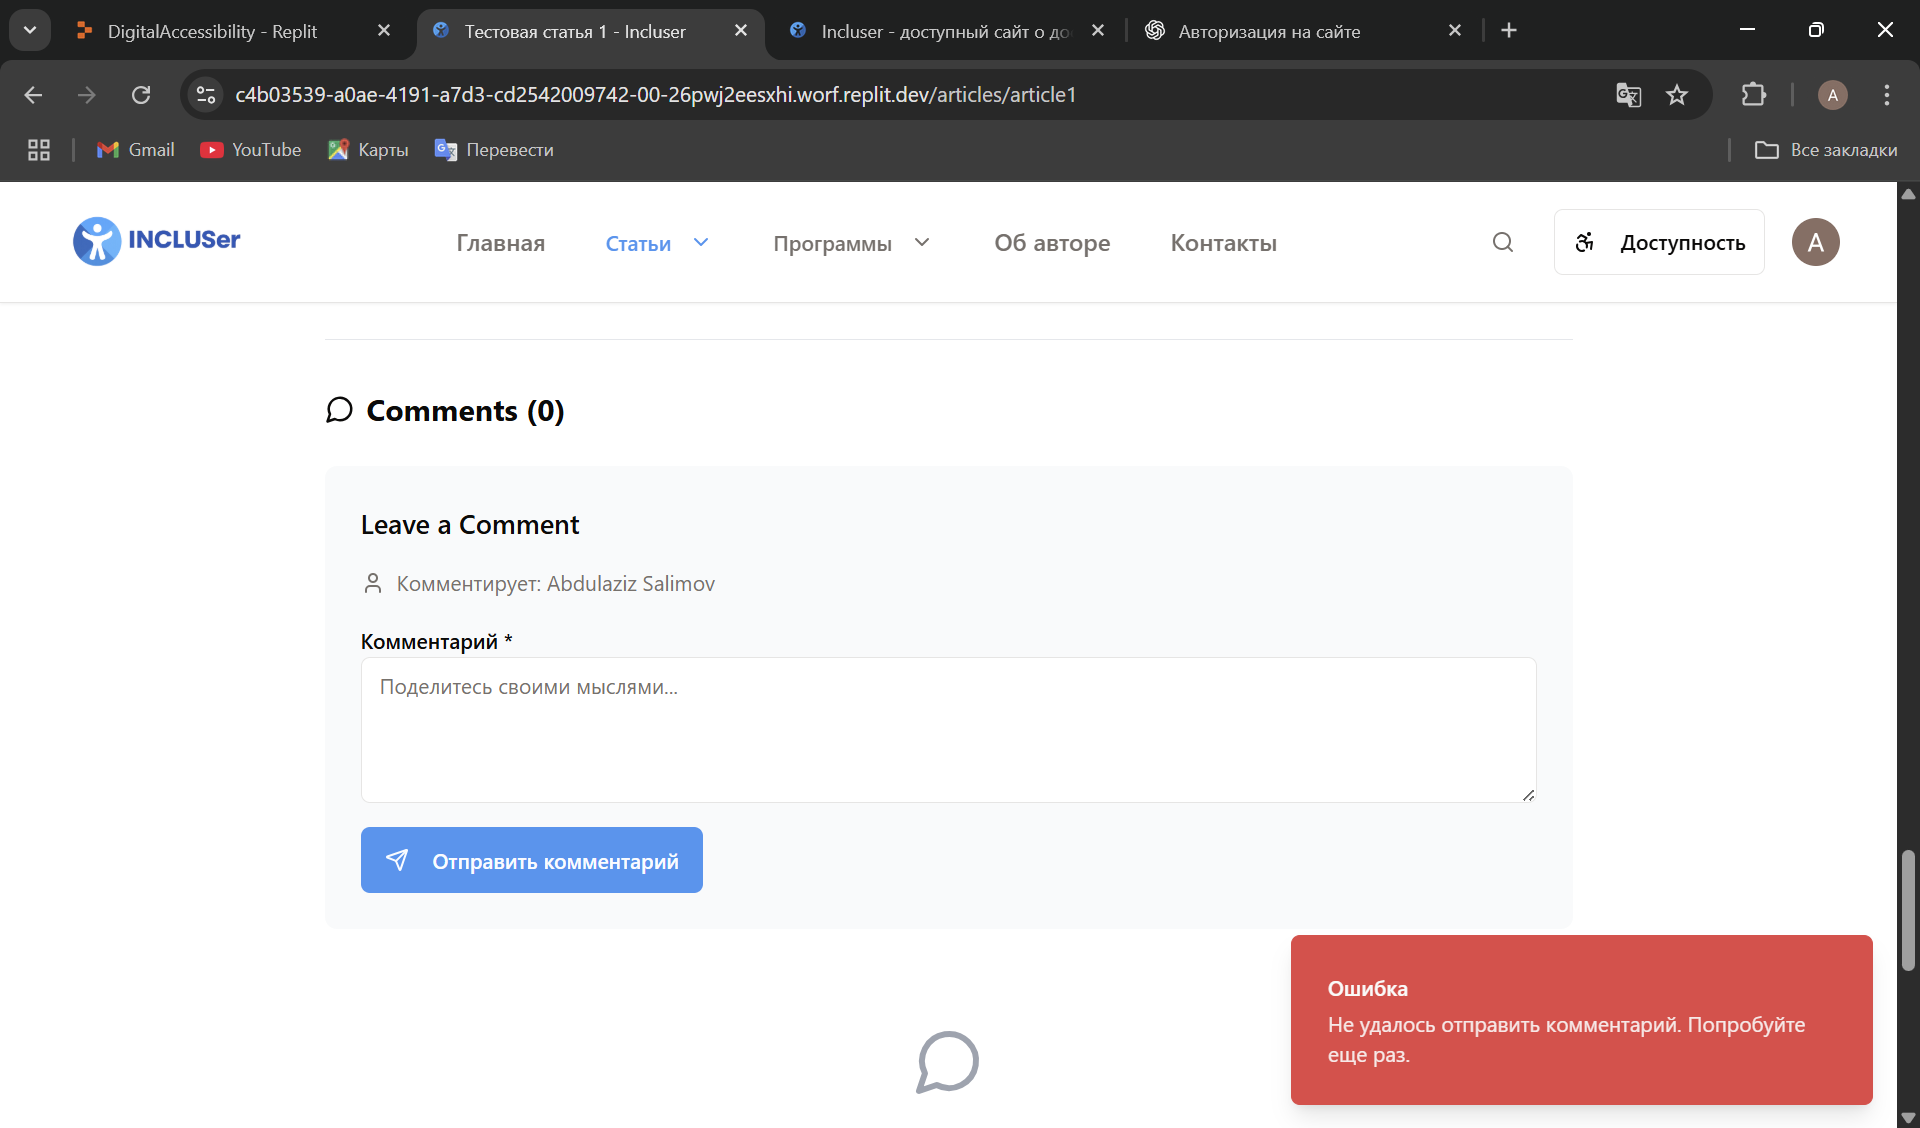 DigitalAccessibility - Replit
Тестовая статья 1 - Incluser
Incluser - доступный сайт о до
Авторизация на сайте
c4b03539-a0ae-4191-a7d3-cd2542009742-00-26pwj2eesxhi.worf.replit.dev/articles/article1
A
Gmail
YouTube
Карты
Перевести
Все закладки
INCLUSer
Главная
Статьи
Программы
Об авторе
Контакты
Доступность
A
Comments (0)
Leave a Comment
Комментирует: Abdulaziz Salimov
Комментарий *
Поделитесь своими мыслями...
Отправить комментарий
Ошибка
Не удалось отправить комментарий. Попробуйте
еще раз.